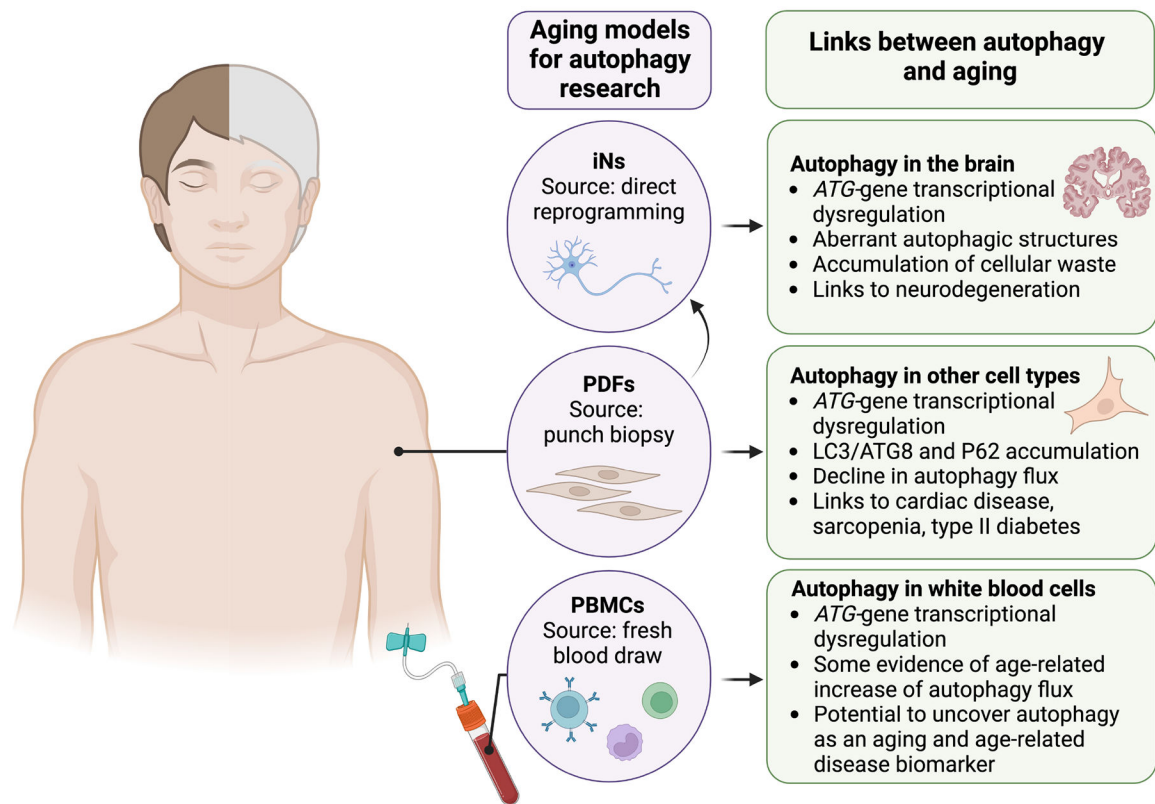 Aging models
for autophagy
research
Links between autophagy
and aging
iNs
Source: direct
reprogramming
Autophagy in the brain
• ATG-gene transcriptional
dysregulation
• Aberrant autophagic structures
• Accumulation of cellular waste
• Links to neurodegeneration
PDFs
Source:
punch biopsy
Autophagy in other cell types
• ATG-gene transcriptional
dysregulation
• LC3/ATG8 and P62 accumulation
• Decline in autophagy flux
• Links to cardiac disease,
sarcopenia, type II diabetes
PBMCs
Source: fresh
blood draw
Autophagy in white blood cells
• ATG-gene transcriptional
dysregulation
• Some evidence of age-related
increase of autophagy flux
• Potential to uncover autophagy
as an aging and age-related
disease biomarker